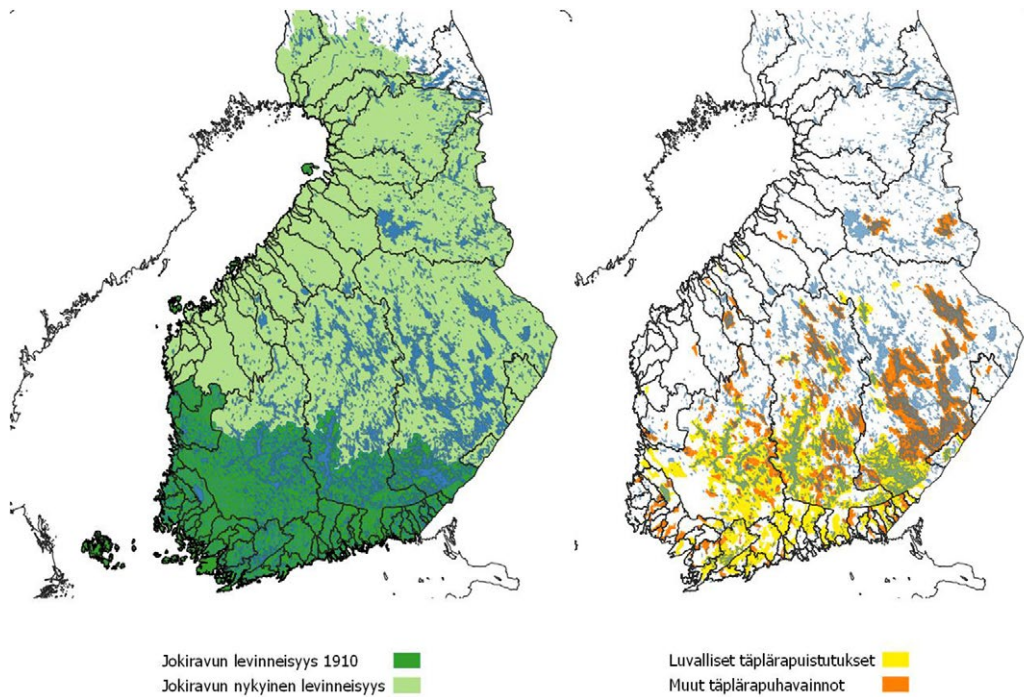 Jokiravun levinneisyys 1910
Jokiravun nykyinen levinneisyys
Luvalliset täplärapuistutukset
Muut täplärapuhavainnot